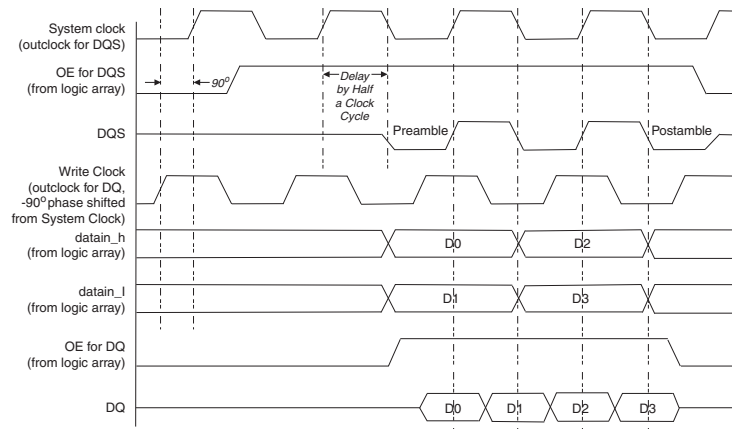 System clock
(outclock for DQS)
OE for DQS
(from logic array)
90°
Delay
by Half
a Clock
Cycle
DQS
Preamble
Postamble
Write Clock
(outclock for DQ,
-90° phase shifted
from System Clock)
datain_h
(from logic array)
D0
D2
datain_l
(from logic array)
D1
D3
OE for DQ
(from logic array)
DQ
D0
D1
D2
D3